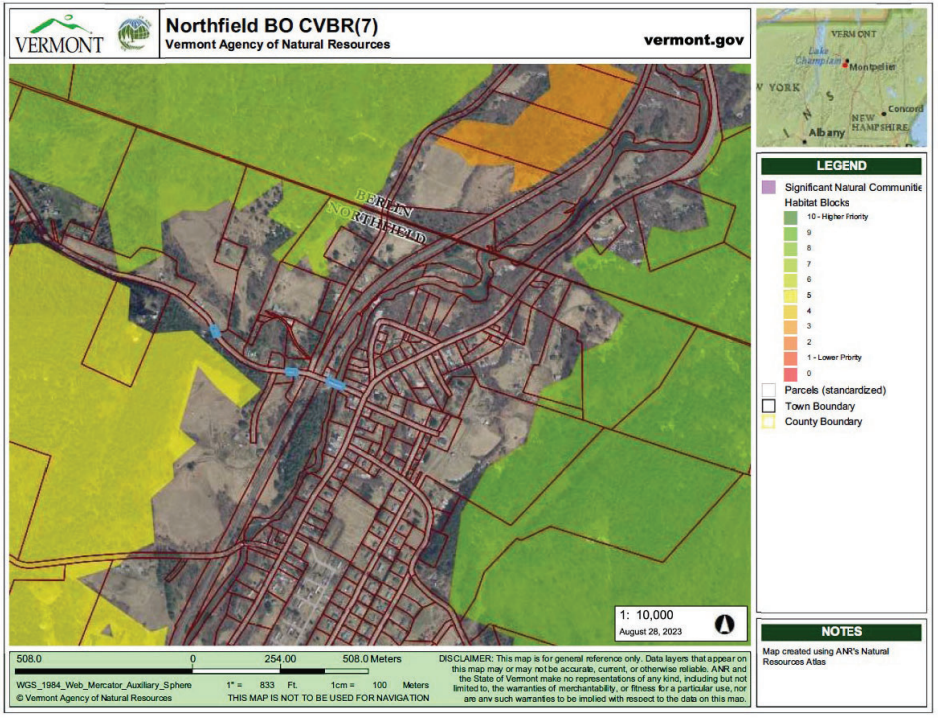 VERMONT
Northfield BO CVBR(7)
Vermont Agency of Natural Resources
vermont.gov
VERMONT
Lake
Champlain
Montpelier
W YORK
Concord
NEW
HAMPSHIRE
Albany
BERLIN
NORTHFIELD
LEGEND
Significant Natural Communitie
Habitat Blocks
10 - Higher Priority
9
8
7
6
5
4
3
2
1 - Lower Priority
0
Parcels (standardized)
Town Boundary
County Boundary
1: 10,000
August 28, 2023
NOTES
Map created using ANR's Natural
Resources Atlas
508.0 0 254.00 508.0 Meters
WGS_1984_Web_Mercator_Auxiliary_Sphere 1" = 833 Ft. 1cm = 100 Meters
© Vermont Agency of Natural Resources THIS MAP IS NOT TO BE USED FOR NAVIGATION
DISCLAIMER: This map is for general reference only. Data layers that appear on
this map may or may not be accurate, current, or otherwise reliable. ANR and
the State of Vermont make no representations of any kind, including but not
limited to, the warranties of merchantability, or fitness for a particular use, nor
are any such warranties to be implied with respect to the data on this map.